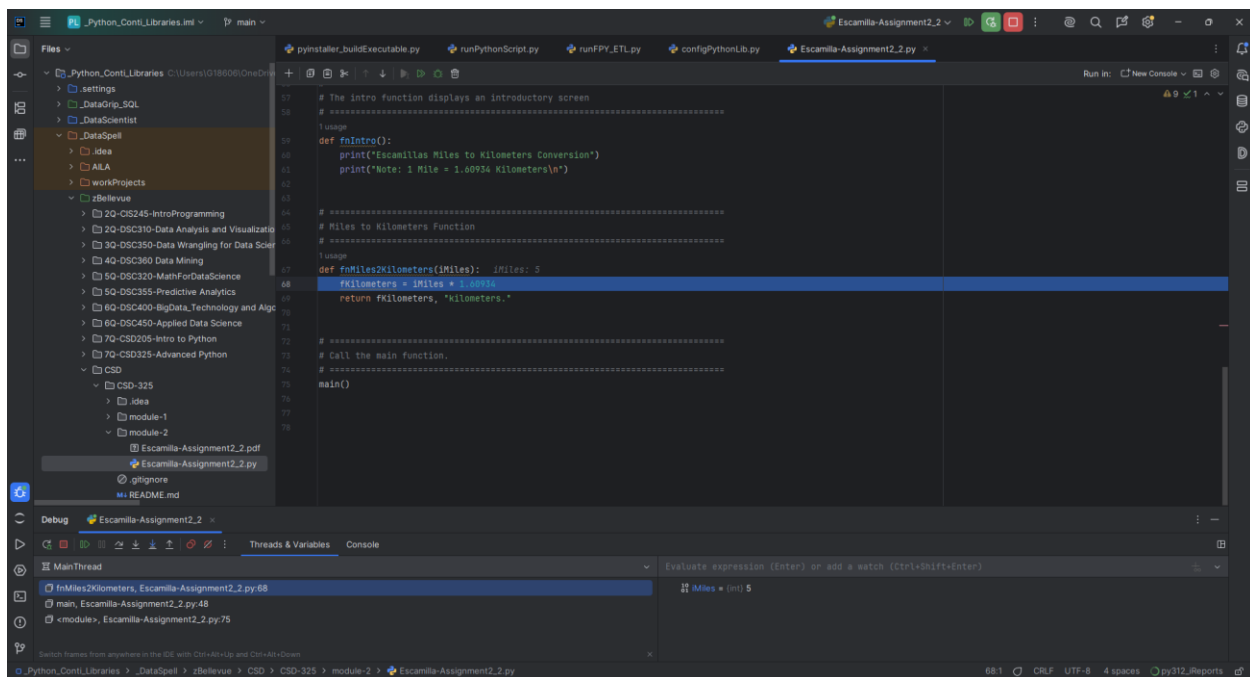 PL _Python_Conti_Libraries.iml main Escamilla-Assignment2_2
Files
pyinstaller_buildExecutable.py runPythonScript.py runFPY_ETL.py configPythonLib.py Escamilla-Assignment2_2.py
Run in: New Console
_Python_Conti_Libraries C:\Users\G18606\OneDriv
.settings
_DataGrip_SQL
_DataScientist
_DataSpell
.idea
AILA
workProjects
zBellevue
2Q-CIS245-IntroProgramming
2Q-DSC310-Data Analysis and Visualizatio
3Q-DSC350-Data Wrangling for Data Scier
4Q-DSC360 Data Mining
5Q-DSC320-MathForDataScience
5Q-DSC355-Predictive Analytics
6Q-DSC400-BigData_Technology and Algo
6Q-DSC450-Applied Data Science
7Q-CSD205-Intro to Python
7Q-CSD325-Advanced Python
CSD
CSD-325
.idea
module-1
module-2
Escamilla-Assignment2_2.pdf
Escamilla-Assignment2_2.py
.gitignore
README.md
9 1
57 # The intro function displays an introductory screen
58 # ==========================================================================
1 usage
59 def fnIntro():
60 print("Escamillas Miles to Kilometers Conversion")
61 print("Note: 1 Mile = 1.60934 Kilometers\n")
62
63
64 # ==========================================================================
65 # Miles to Kilometers Function
66 # ==========================================================================
1 usage
67 def fnMiles2Kilometers(iMiles): iMiles: 5
68 fKilometers = iMiles * 1.60934
69 return fKilometers, "kilometers."
70
71
72 # ==========================================================================
73 # Call the main function.
74 # ==========================================================================
75 main()
76
77
78
Debug Escamilla-Assignment2_2
Threads & Variables Console
MainThread
Evaluate expression (Enter) or add a watch (Ctrl+Shift+Enter)
fnMiles2Kilometers, Escamilla-Assignment2_2.py:68
main, Escamilla-Assignment2_2.py:48
<module>, Escamilla-Assignment2_2.py:75
iMiles = (int) 5
Switch frames from anywhere in the IDE with Ctrl+Alt+Up and Ctrl+Alt+Down
_Python_Conti_Libraries > _DataSpell > zBellevue > CSD > CSD-325 > module-2 > Escamilla-Assignment2_2.py
68:1 CRLF UTF-8 4 spaces py312_iReports